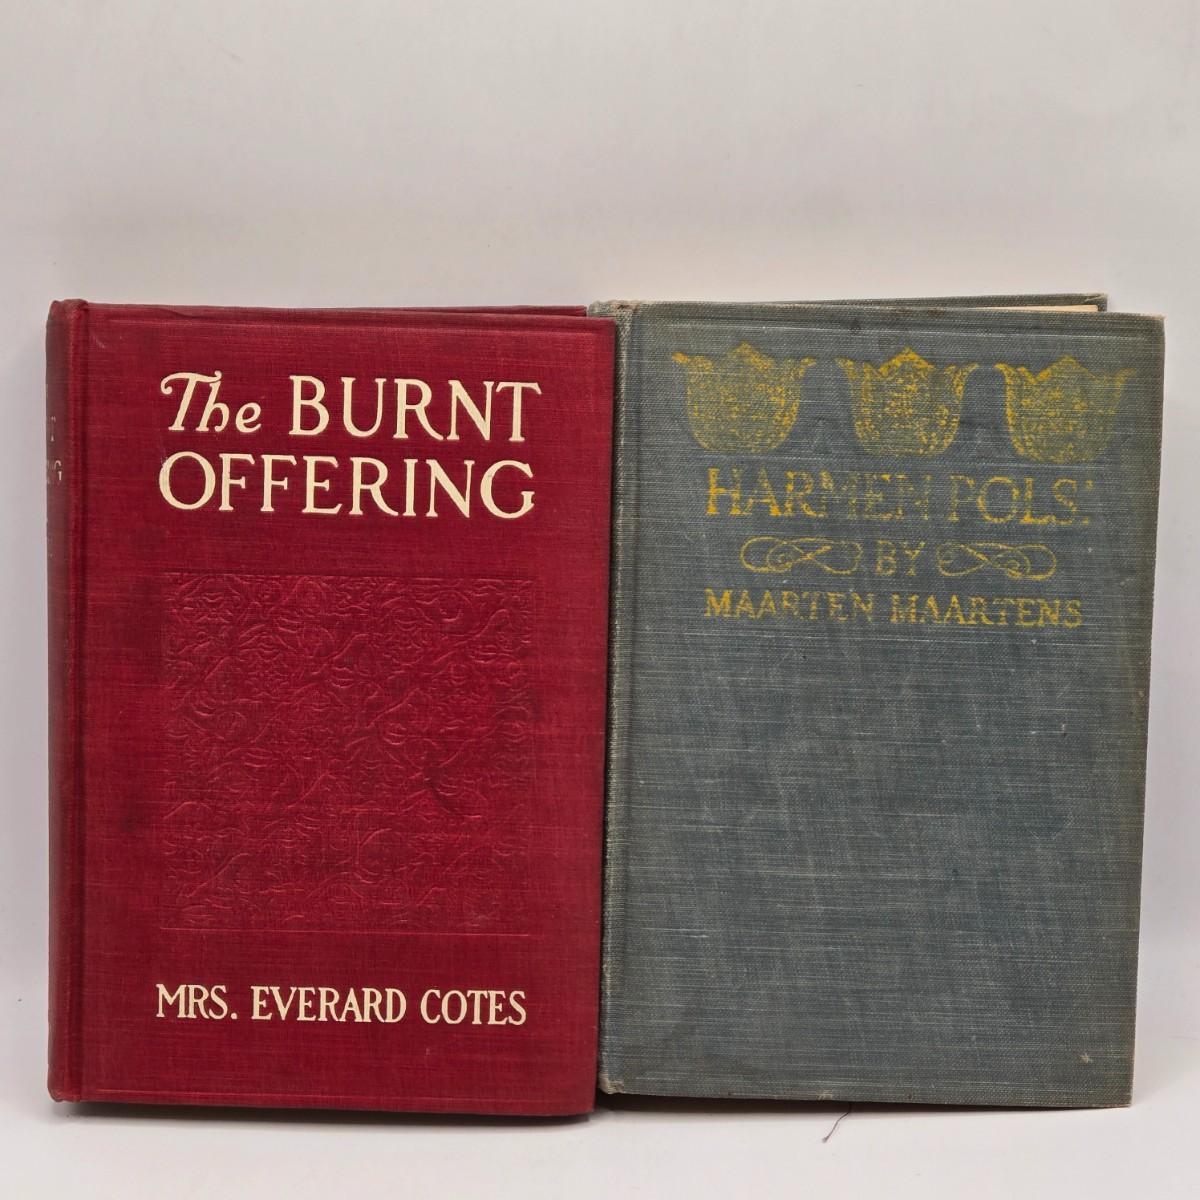 The BURNT
OFFERING
MRS. EVERARD COTES
HARMEN POLS:
BY
MAARTEN MAARTENS